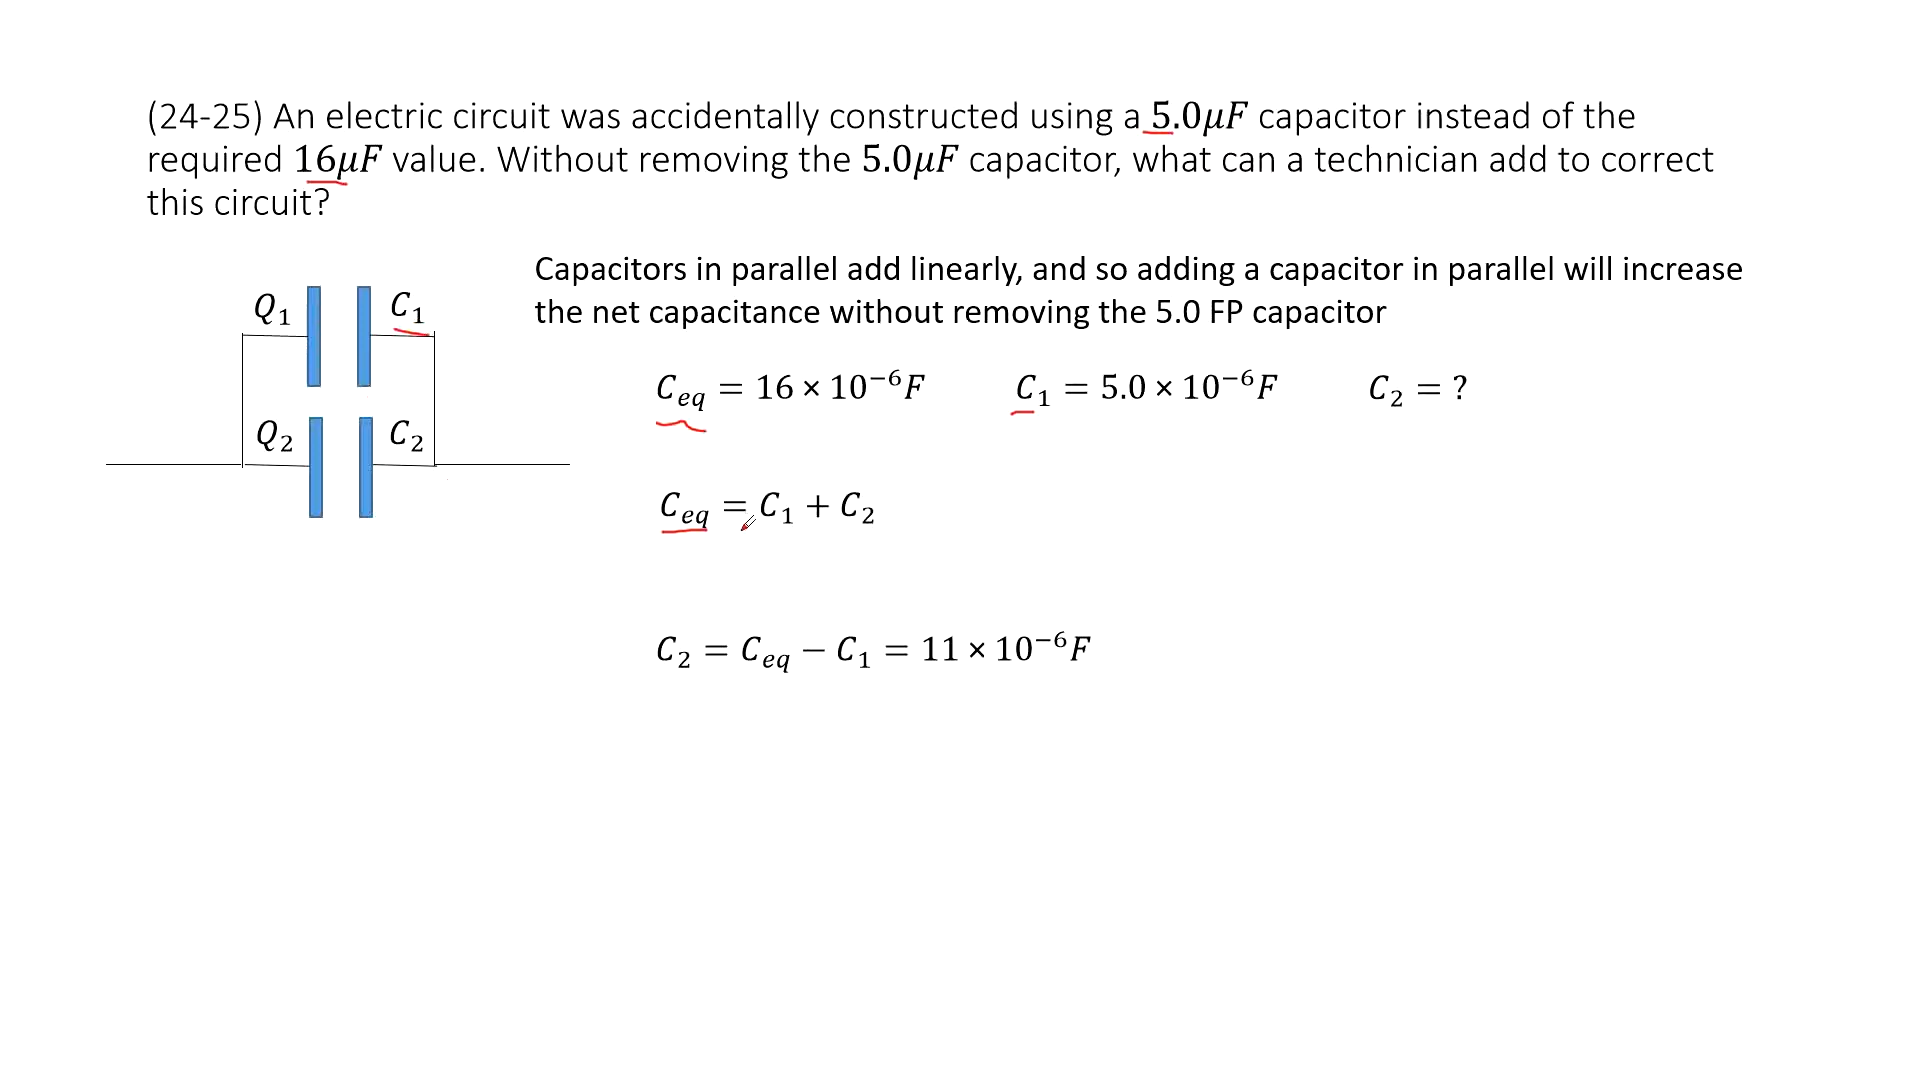 (24-25) An electric circuit was accidentally constructed using a 5.0μF capacitor instead of the
required 16μF value. Without removing the 5.0μF capacitor, what can a technician add to correct
this circuit?
Capacitors in parallel add linearly, and so adding a capacitor in parallel will increase
the net capacitance without removing the 5.0 FP capacitor
Q₁ C₁
Q₂ C₂
C_eq = 16 × 10⁻⁶F C₁ = 5.0 × 10⁻⁶F C₂ = ?
C_eq = C₁ + C₂
C₂ = C_eq − C₁ = 11 × 10⁻⁶F